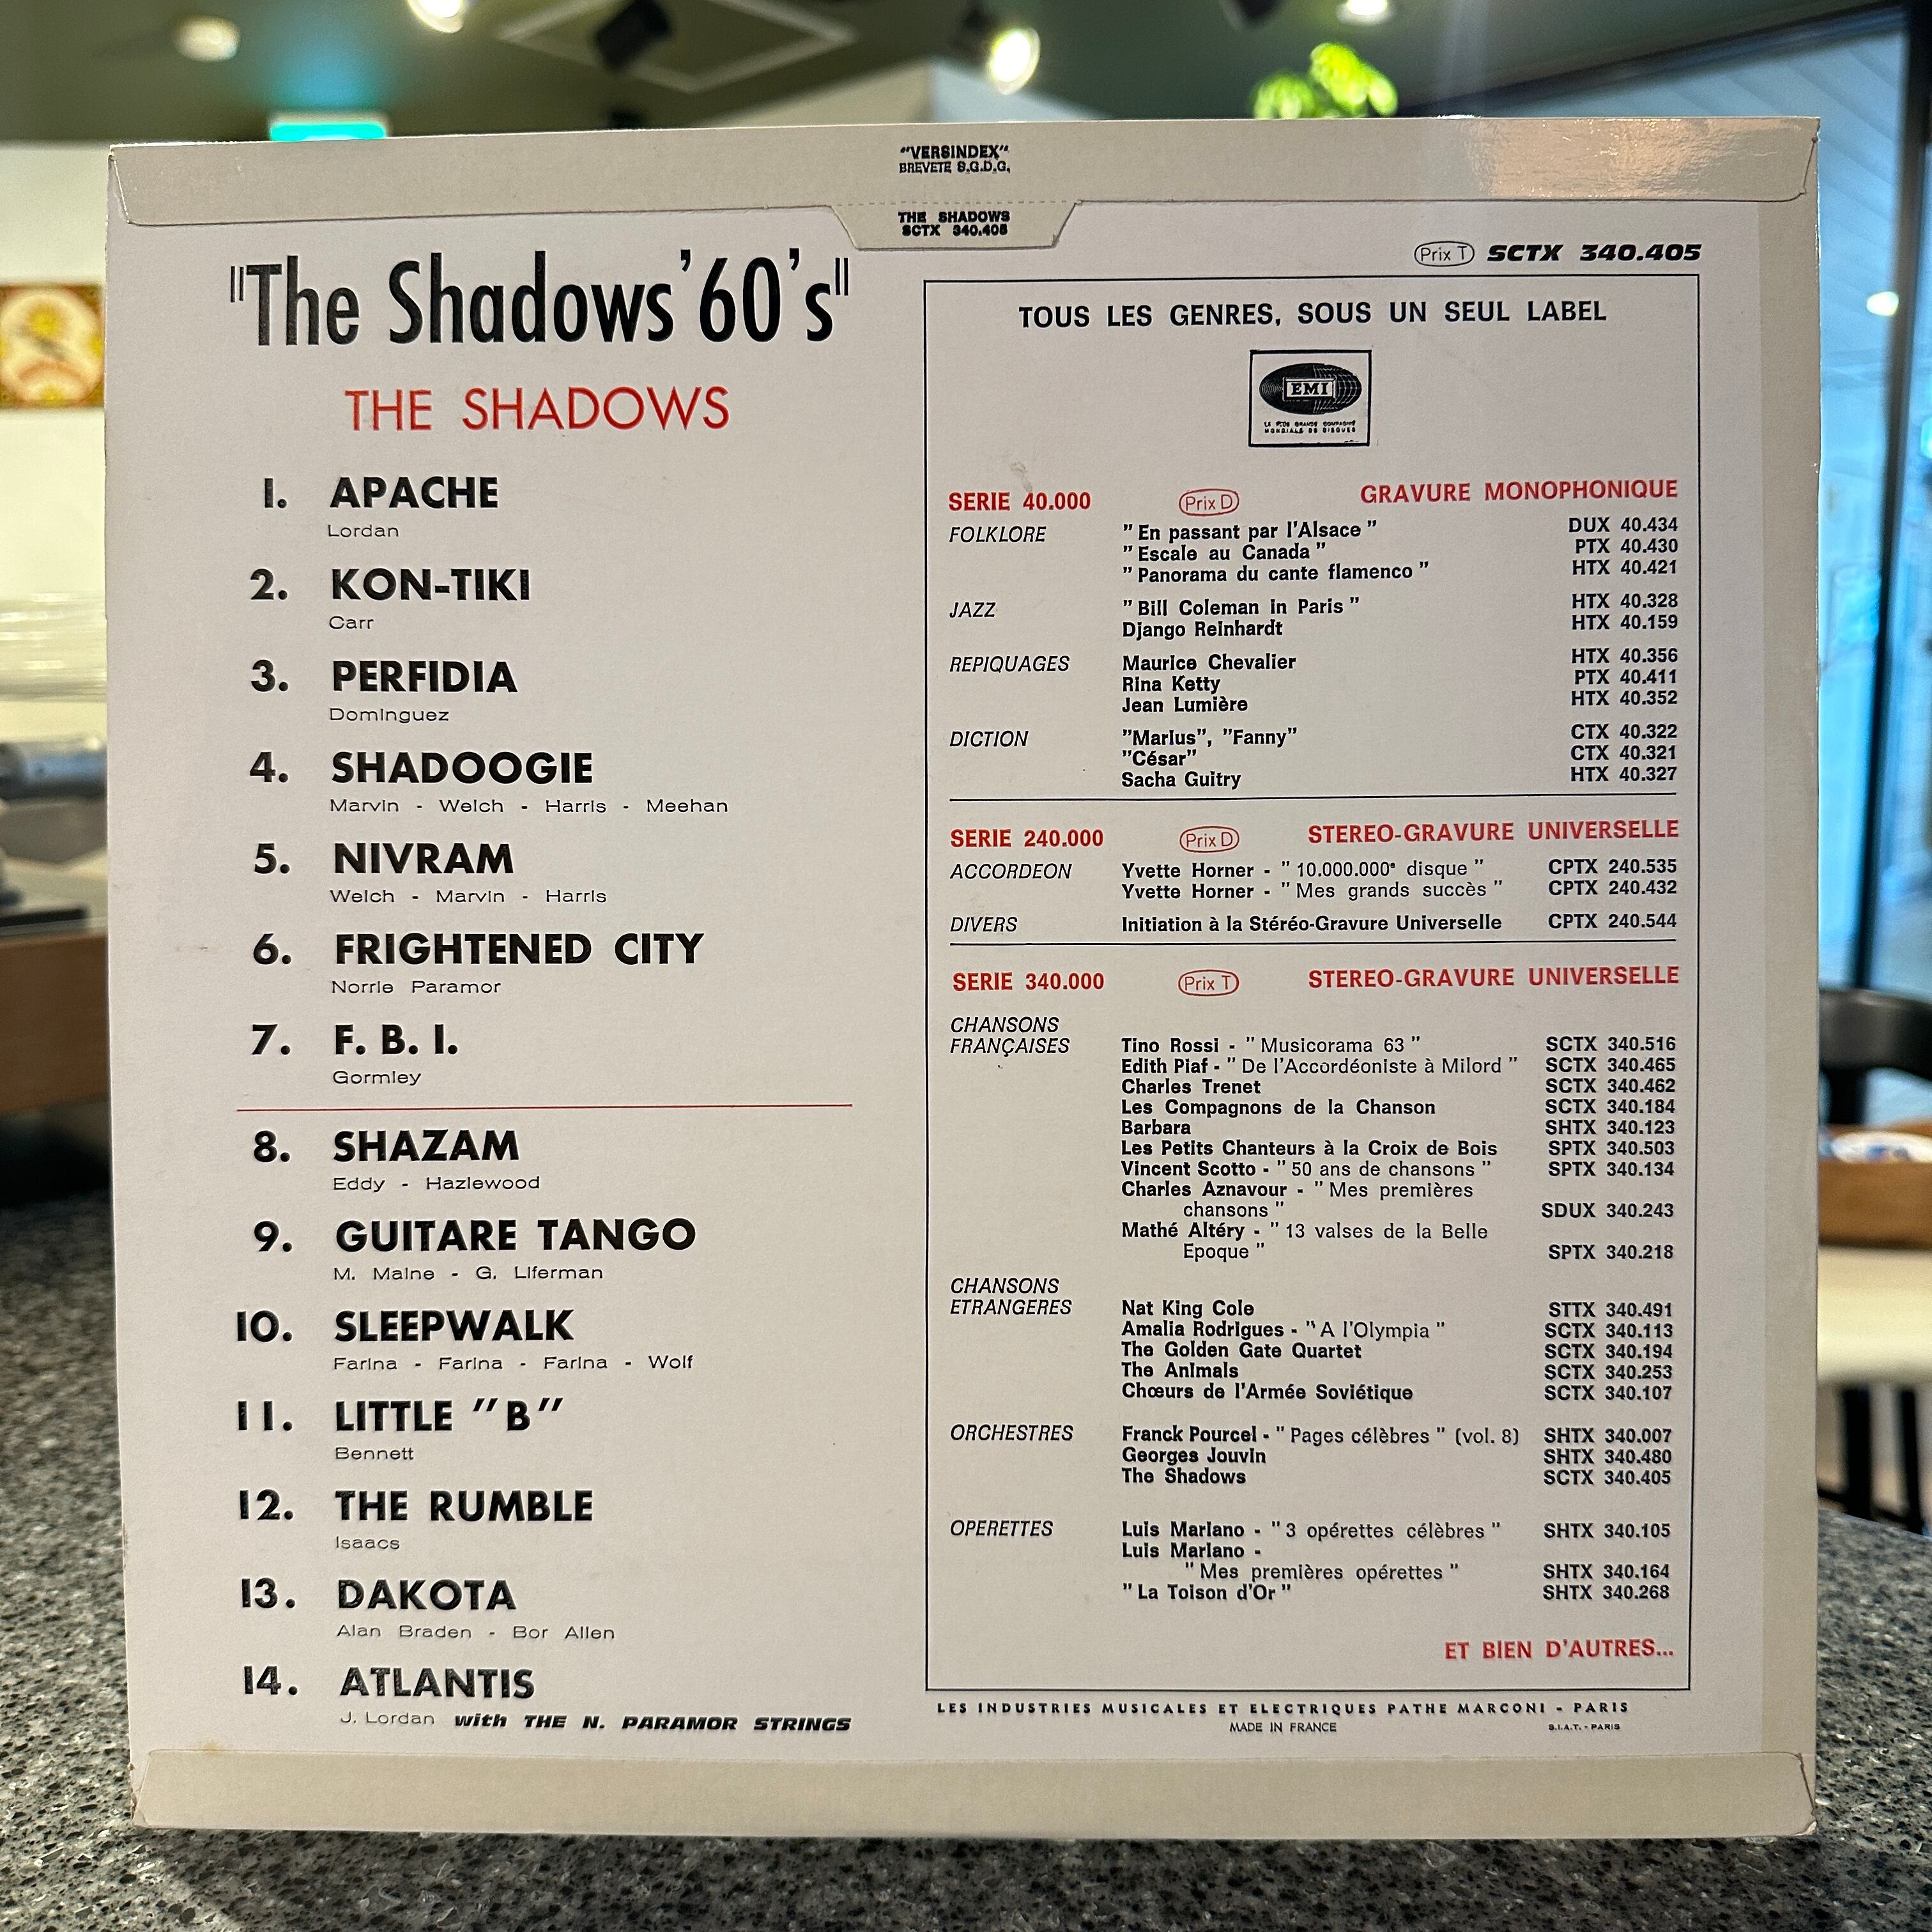 "VERSINDEX"
BREVETE S.G.D.G.
THE SHADOWS
SCTX 340.405
"The Shadows '60's"
THE SHADOWS
1. APACHE
Lordan
2. KON-TIKI
Carr
3. PERFIDIA
Dominguez
4. SHADOOGIE
Marvin - Welch - Harris - Meehan
5. NIVRAM
Welch - Marvin - Harris
6. FRIGHTENED CITY
Norrie Paramor
7. F. B. I.
Gormley
8. SHAZAM
Eddy - Hazlewood
9. GUITARE TANGO
M. Maine - G. Liferman
10. SLEEPWALK
Farina - Farina - Farina - Wolf
11. LITTLE "B"
Bennett
12. THE RUMBLE
Isaacs
13. DAKOTA
Alan Braden - Bor Allen
14. ATLANTIS
J. Lordan with THE N. PARAMOR STRINGS
Prix T SCTX 340.405
TOUS LES GENRES, SOUS UN SEUL LABEL
EMI
LA PLUS GRANDE COMPAGNIE
MONDIALE DE DISQUES
SERIE 40.000 Prix D GRAVURE MONOPHONIQUE
FOLKLORE "En passant par l'Alsace" DUX 40.434
"Escale au Canada" PTX 40.430
"Panorama du cante flamenco" HTX 40.421
JAZZ "Bill Coleman in Paris" HTX 40.328
Django Reinhardt HTX 40.159
REPIQUAGES Maurice Chevalier HTX 40.356
Rina Ketty PTX 40.411
Jean Lumière HTX 40.352
DICTION "Marius", "Fanny" CTX 40.322
"César" CTX 40.321
Sacha Guitry HTX 40.327
SERIE 240.000 Prix D STEREO-GRAVURE UNIVERSELLE
ACCORDEON Yvette Horner - "10.000.000e disque" CPTX 240.535
Yvette Horner - "Mes grands succès" CPTX 240.432
DIVERS Initiation à la Stéréo-Gravure Universelle CPTX 240.544
SERIE 340.000 Prix T STEREO-GRAVURE UNIVERSELLE
CHANSONS
FRANÇAISES Tino Rossi - "Musicorama 63" SCTX 340.516
Edith Piaf - "De l'Accordéoniste à Milord" SCTX 340.465
Charles Trenet SCTX 340.462
Les Compagnons de la Chanson SCTX 340.184
Barbara SHTX 340.123
Les Petits Chanteurs à la Croix de Bois SPTX 340.503
Vincent Scotto - "50 ans de chansons" SPTX 340.134
Charles Aznavour - "Mes premières
chansons" SDUX 340.243
Mathé Altéry - "13 valses de la Belle
Epoque" SPTX 340.218
CHANSONS
ETRANGERES Nat King Cole STTX 340.491
Amalia Rodrigues - "A l'Olympia" SCTX 340.113
The Golden Gate Quartet SCTX 340.194
The Animals SCTX 340.253
Chœurs de l'Armée Soviétique SCTX 340.107
ORCHESTRES Franck Pourcel - "Pages célèbres" (vol. 8) SHTX 340.007
Georges Jouvin SHTX 340.480
The Shadows SCTX 340.405
OPERETTES Luis Mariano - "3 opérettes célèbres" SHTX 340.105
Luis Mariano -
"Mes premières opérettes" SHTX 340.164
"La Toison d'Or" SHTX 340.268
ET BIEN D'AUTRES...
LES INDUSTRIES MUSICALES ET ELECTRIQUES PATHE MARCONI - PARIS
MADE IN FRANCE S.I.A.T. - PARIS